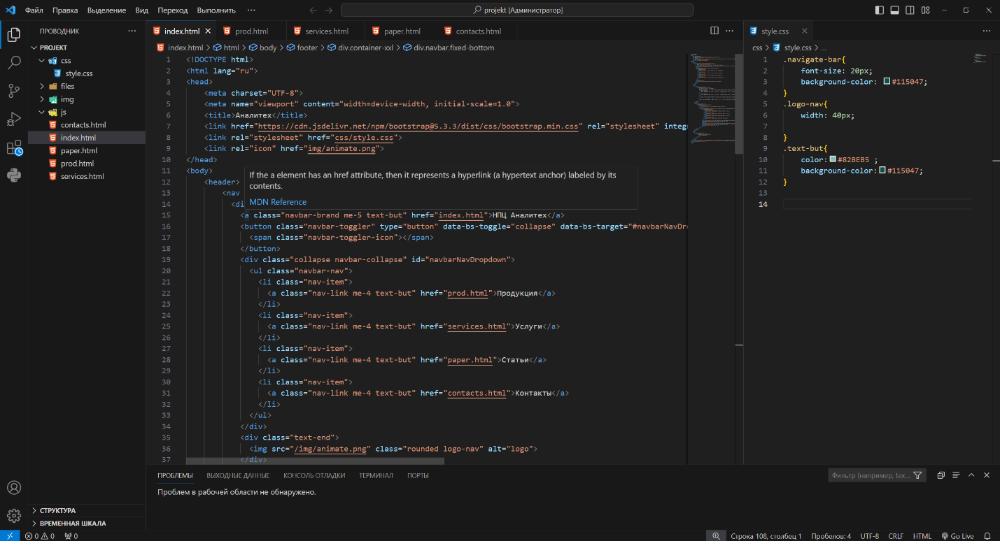 Файл Правка Выделение Вид Переход Выполнить ···
projekt [Администратор]
ПРОВОДНИК ···
PROJEKT
css
style.css
files
img
js
contacts.html
index.html
paper.html
prod.html
services.html
СТРУКТУРА
ВРЕМЕННАЯ ШКАЛА
index.html
prod.html
services.html
paper.html
contacts.html
index.html > html > body > footer > div.container-xxl > div.navbar.fixed-bottom
1 <!DOCTYPE html>
2 <html lang="ru">
3 <head>
4 <meta charset="UTF-8">
5 <meta name="viewport" content="width=device-width, initial-scale=1.0">
6 <title>Аналитех</title>
7 <link href="https://cdn.jsdelivr.net/npm/bootstrap@5.3.3/dist/css/bootstrap.min.css" rel="stylesheet" integ
8 <link rel="stylesheet" href="css/style.css">
9 <link rel="icon" href="img/animate.png">
10 </head>
11 <body>
12 <header>
13 <nav
14 <di
If the a element has an href attribute, then it represents a hyperlink (a hypertext anchor) labeled by its
contents.
MDN Reference
15 <a class="navbar-brand me-5 text-but" href="index.html">НПЦ Аналитех</a>
16 <button class="navbar-toggler" type="button" data-bs-toggle="collapse" data-bs-target="#navbarNavDr
17 <span class="navbar-toggler-icon"></span>
18 </button>
19 <div class="collapse navbar-collapse" id="navbarNavDropdown">
20 <ul class="navbar-nav">
21 <li class="nav-item">
22 <a class="nav-link me-4 text-but" href="prod.html">Продукция</a>
23 </li>
24 <li class="nav-item">
25 <a class="nav-link me-4 text-but" href="services.html">Услуги</a>
26 </li>
27 <li class="nav-item">
28 <a class="nav-link me-4 text-but" href="paper.html">Статьи</a>
29 </li>
30 <li class="nav-item">
31 <a class="nav-link me-4 text-but" href="contacts.html">Контакты</a>
32 </li>
33 </ul>
34 </div>
35 <div class="text-end">
36 <img src="/img/animate.png" class="rounded logo-nav" alt="logo">
37 </div>
style.css
css > style.css > ...
1 .navigate-bar{
2 font-size: 20px;
3 background-color: #115047;
4 }
5 .logo-nav{
6 width: 40px;
7
8 }
9 .text-but{
10 color:#82BEB5 ;
11 background-color:#115047;
12 }
13
14
ПРОБЛЕМЫ ВЫХОДНЫЕ ДАННЫЕ КОНСОЛЬ ОТЛАДКИ ТЕРМИНАЛ ПОРТЫ
Фильтр (например, tex...
Проблем в рабочей области не обнаружено.
0 0 0
Строка 108, столбец 1 Пробелов: 4 UTF-8 CRLF HTML Go Live